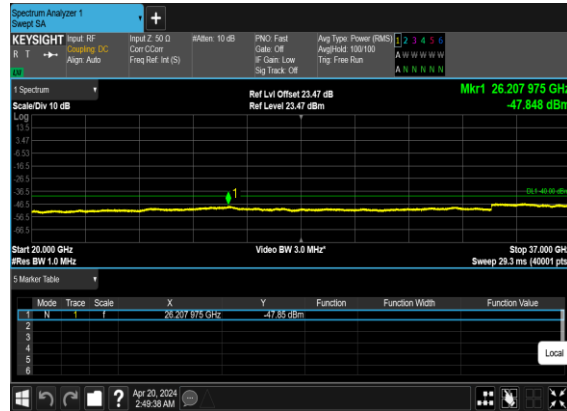 Spectrum Analyzer 1
Swept SA
+
KEYSIGHT Input: RF Input Z: 50 Ω #Atten: 10 dB PNO: Fast Avg Type: Power (RMS) 1 2 3 4 5 6
R T Coupling: DC Corr CCorr Gate: Off Avg|Hold: 100/100 A W W W W W
Align: Auto Freq Ref: Int (S) IF Gain: Low Trig: Free Run
Sig Track: Off A N N N N N
1 Spectrum Ref Lvl Offset 23.47 dB Mkr1 26.207 975 GHz
Scale/Div 10 dB Ref Level 23.47 dBm -47.848 dBm
Log
13.5
3.47
-6.53
-16.5
-26.5
-36.5 1 DL1 -40.00 dBm
-46.5
-56.5
-66.5
Start 20.000 GHz Video BW 3.0 MHz* Stop 37.000 GHz
#Res BW 1.0 MHz Sweep 29.3 ms (40001 pts)
5 Marker Table
Mode Trace Scale X Y Function Function Width Function Value
1 N 1 f 26.207 975 GHz -47.85 dBm
2
3
4
5
6
Local
? Apr 20, 2024
2:49:38 AM